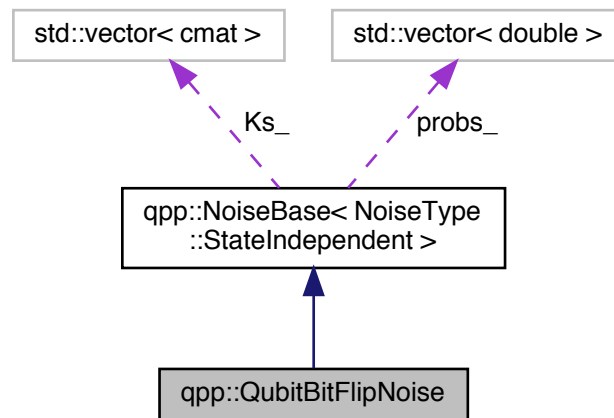 std::vector< cmat >
std::vector< double >
Ks_
probs_
qpp::NoiseBase< NoiseType
::StateIndependent >
qpp::QubitBitFlipNoise